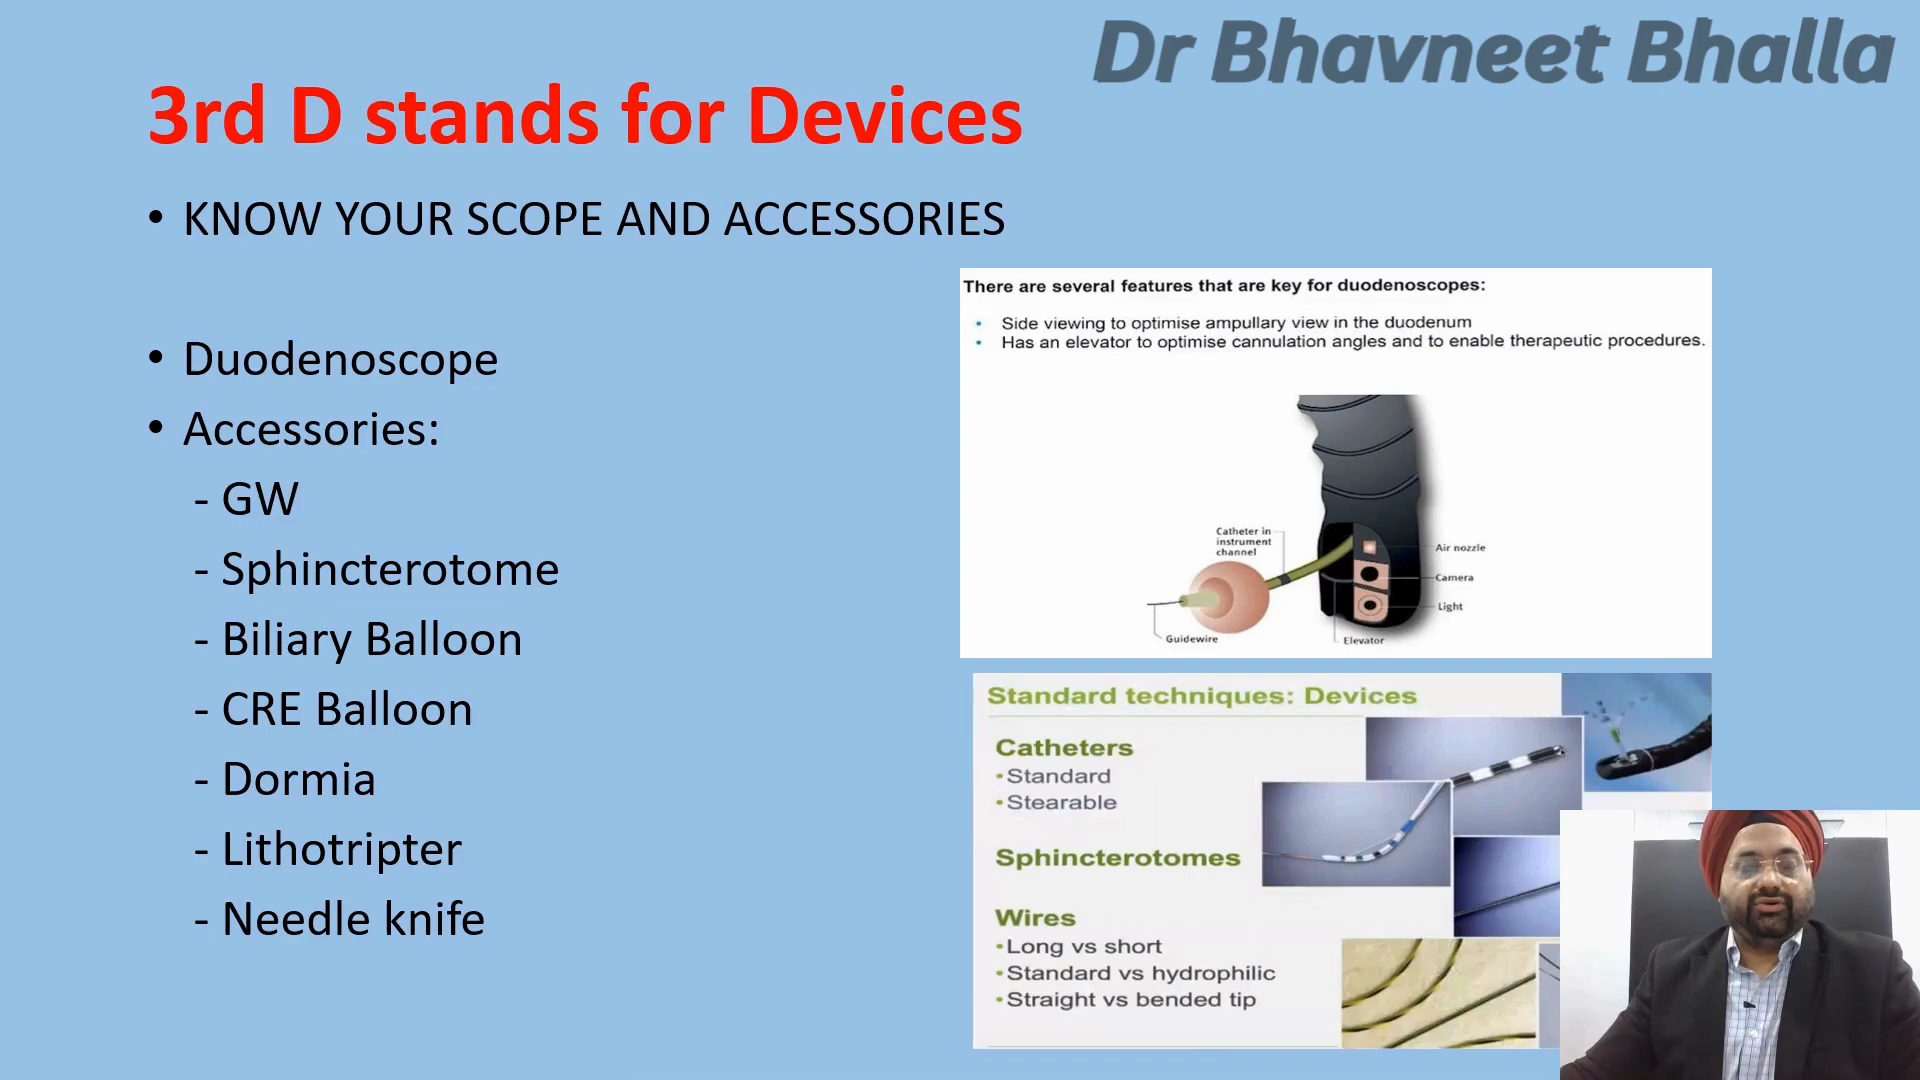 Dr Bhavneet Bhalla
3rd D stands for Devices
• KNOW YOUR SCOPE AND ACCESSORIES
• Duodenoscope
• Accessories:
- GW
- Sphincterotome
- Biliary Balloon
- CRE Balloon
- Dormia
- Lithotripter
- Needle knife
There are several features that are key for duodenoscopes:
• Side viewing to optimise ampullary view in the duodenum
• Has an elevator to optimise cannulation angles and to enable therapeutic procedures.
Catheter in
instrument
channel
Air nozzle
Camera
Light
Guidewire
Elevator
Standard techniques: Devices
Catheters
•Standard
•Stearable
Sphincterotomes
Wires
•Long vs short
•Standard vs hydrophilic
•Straight vs bended tip